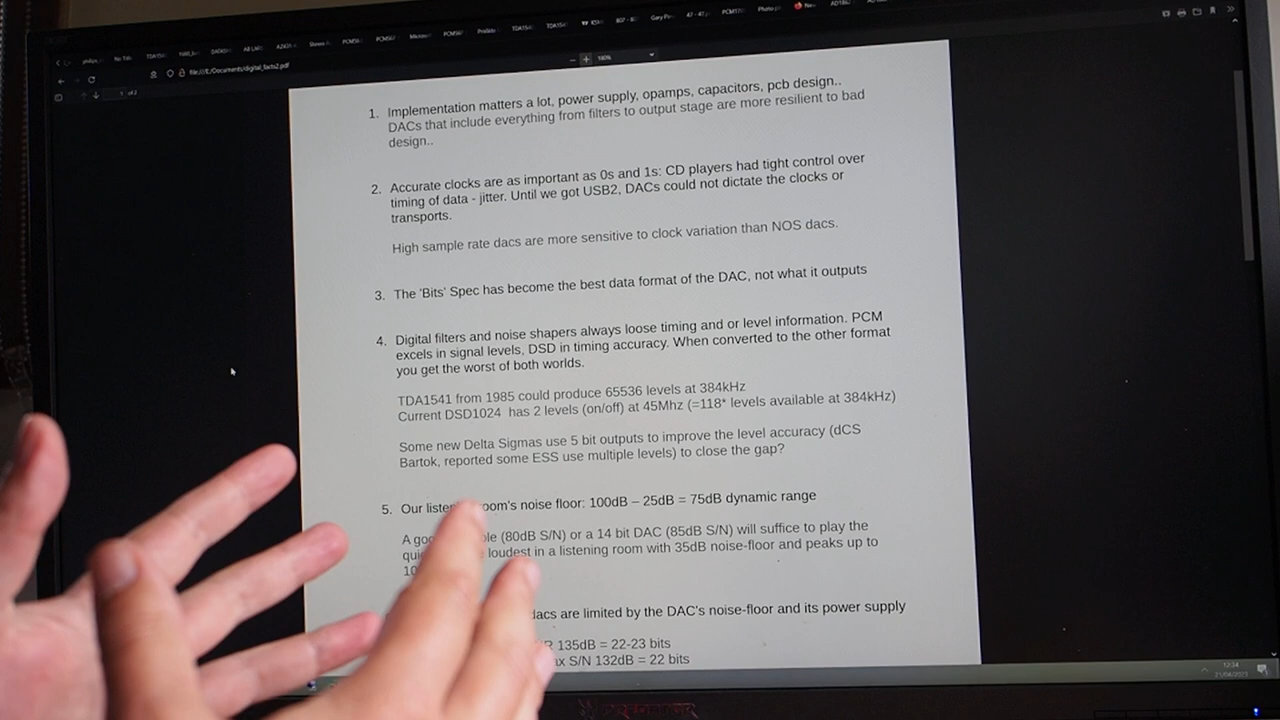 file:///E:/Documents/digital_facts2.pdf
1. Implementation matters a lot, power supply, opamps, capacitors, pcb design..
DACs that include everything from filters to output stage are more resilient to bad
design..
2. Accurate clocks are as important as 0s and 1s: CD players had tight control over
timing of data - jitter. Until we got USB2, DACs could not dictate the clocks or
transports.
High sample rate dacs are more sensitive to clock variation than NOS dacs.
3. The 'Bits' Spec has become the best data format of the DAC, not what it outputs
4. Digital filters and noise shapers always loose timing and or level information. PCM
excels in signal levels, DSD in timing accuracy. When converted to the other format
you get the worst of both worlds.
TDA1541 from 1985 could produce 65536 levels at 384kHz
Current DSD1024 has 2 levels (on/off) at 45Mhz (=118* levels available at 384kHz)
Some new Delta Sigmas use 5 bit outputs to improve the level accuracy (dCS
Bartok, reported some ESS use multiple levels) to close the gap?
5. Our room's noise floor: 100dB – 25dB = 75dB dynamic range
A (80dB S/N) or a 14 bit DAC (85dB S/N) will suffice to play the
loudest in a listening room with 35dB noise-floor and peaks up to
dacs are limited by the DAC's noise-floor and its power supply
135dB = 22-23 bits
S/N 132dB = 22 bits
12:34